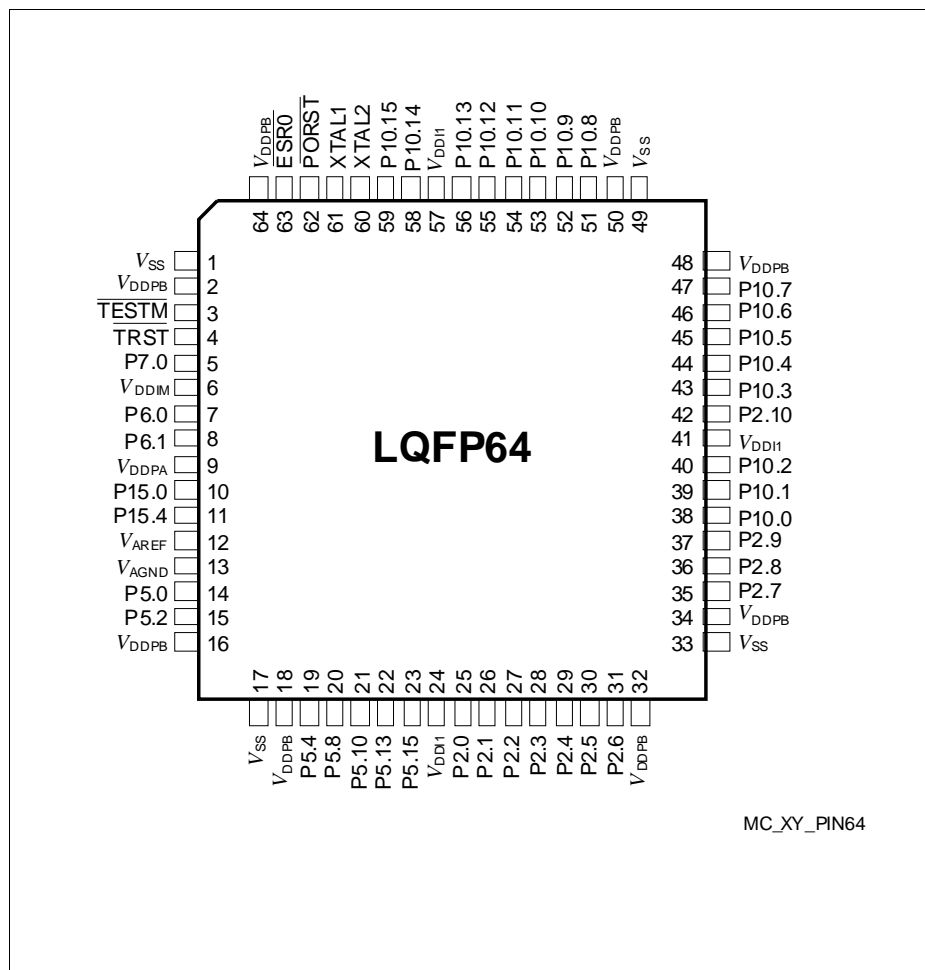 VDDPB
ESR0
PORST
XTAL1
XTAL2
P10.15
P10.14
VDDI1
P10.13
P10.12
P10.11
P10.10
P10.9
P10.8
VDDPB
VSS
64
63
62
61
60
59
58
57
56
55
54
53
52
51
50
49
VSS 1
VDDPB 2
TESTM 3
TRST 4
P7.0 5
VDDIM 6
P6.0 7
P6.1 8
VDDPA 9
P15.0 10
P15.4 11
VAREF 12
VAGND 13
P5.0 14
P5.2 15
VDDPB 16
LQFP64
48 VDDPB
47 P10.7
46 P10.6
45 P10.5
44 P10.4
43 P10.3
42 P2.10
41 VDDI1
40 P10.2
39 P10.1
38 P10.0
37 P2.9
36 P2.8
35 P2.7
34 VDDPB
33 VSS
17
18
19
20
21
22
23
24
25
26
27
28
29
30
31
32
VSS
VDDPB
P5.4
P5.8
P5.10
P5.13
P5.15
VDDI1
P2.0
P2.1
P2.2
P2.3
P2.4
P2.5
P2.6
VDDPB
MC_XY_PIN64